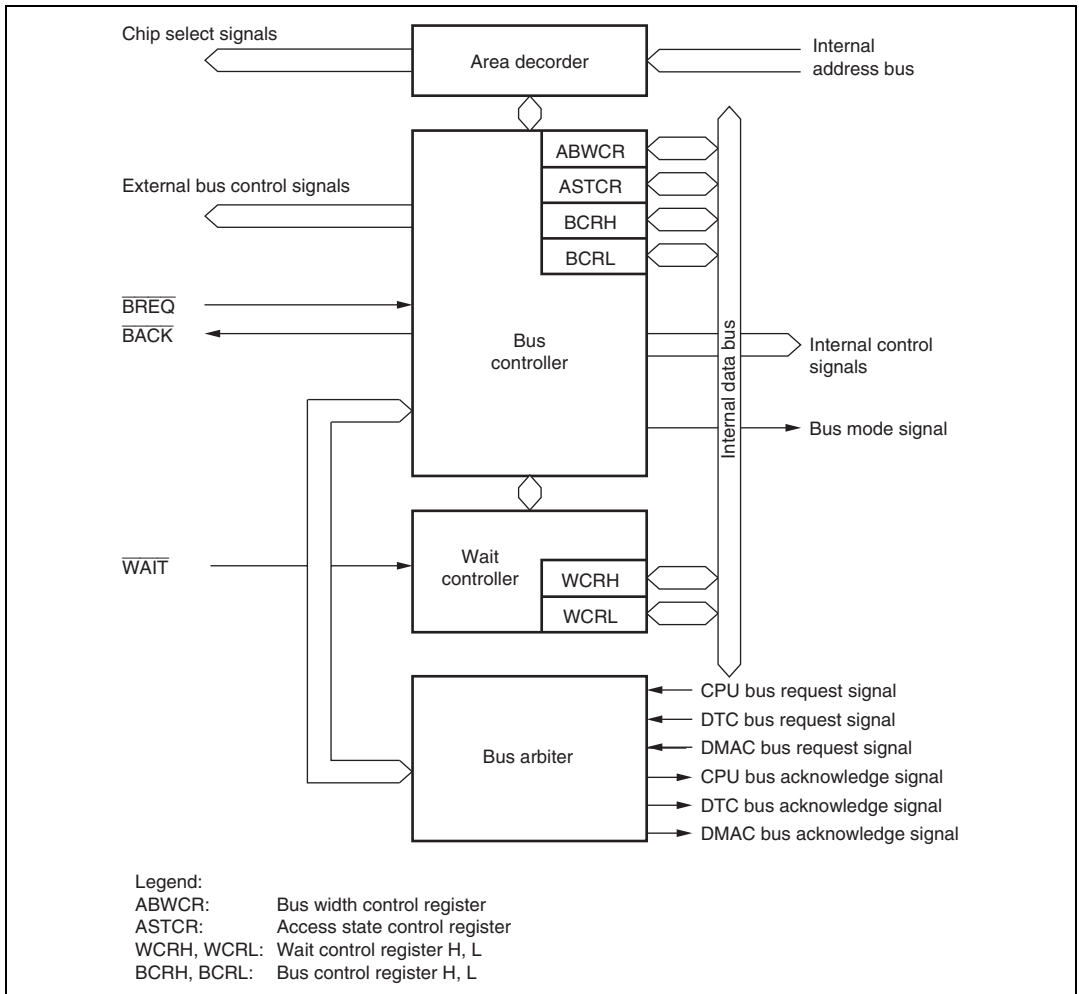 Chip select signals
Area decorder
Internal
address bus
ABWCR
ASTCR
External bus control signals
BCRH
BCRL
BREQ
BACK
Bus
controller
Internal control
signals
Internal data bus
Bus mode signal
WAIT
Wait
controller
WCRH
WCRL
CPU bus request signal
DTC bus request signal
DMAC bus request signal
Bus arbiter
CPU bus acknowledge signal
DTC bus acknowledge signal
DMAC bus acknowledge signal
Legend:
ABWCR: Bus width control register
ASTCR: Access state control register
WCRH, WCRL: Wait control register H, L
BCRH, BCRL: Bus control register H, L